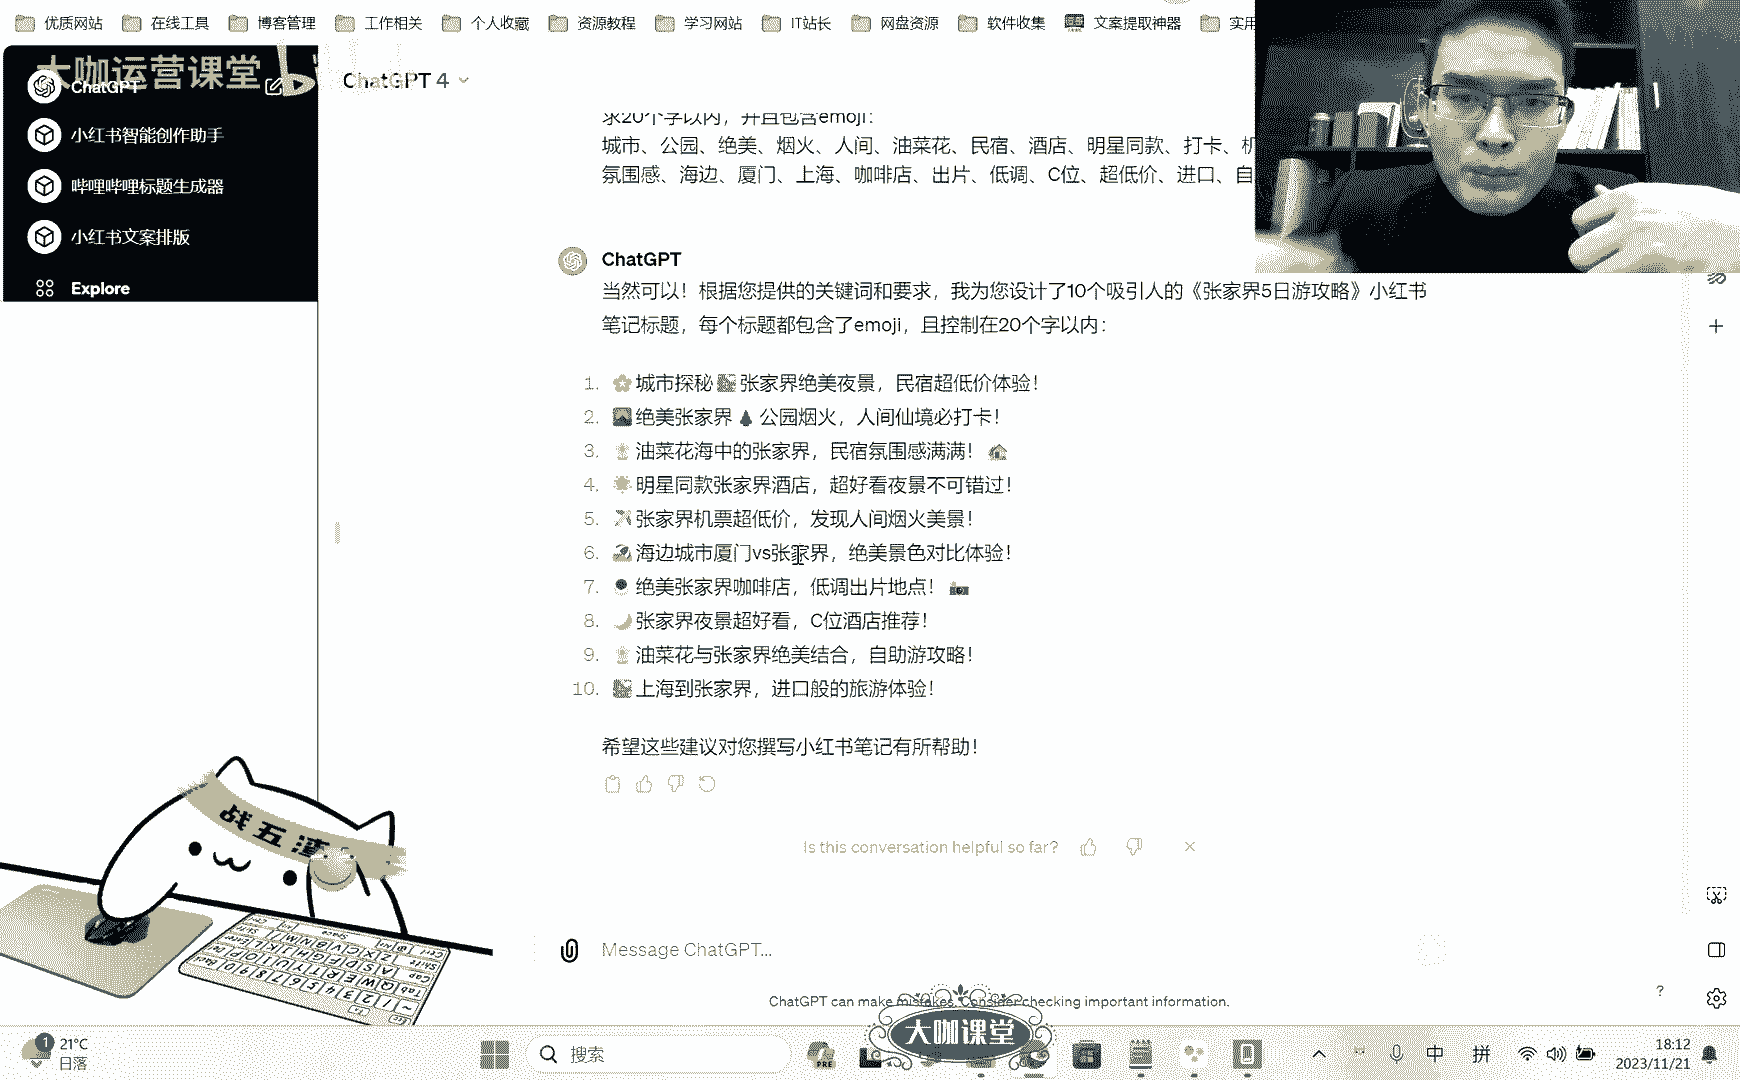 优质网站 在线工具 博客管理 工作相关 个人收藏 资源教程 学习网站 IT站长 网盘资源 软件收集 文案提取神器 实用
大咖运营课堂
ChatGPT
小红书智能创作助手
哔哩哔哩标题生成器
小红书文案排版
Explore
ChatGPT 4
求20个字以内，并且包含emoji：
城市、公园、绝美、烟火、人间、油菜花、民宿、酒店、明星同款、打卡、机
氛围感、海边、厦门、上海、咖啡店、出片、低调、C位、超低价、进口、自
ChatGPT
当然可以！根据您提供的关键词和要求，我为您设计了10个吸引人的《张家界5日游攻略》小红书
笔记标题，每个标题都包含了emoji，且控制在20个字以内：
1. 城市探秘 张家界绝美夜景，民宿超低价体验！
2. 绝美张家界 公园烟火，人间仙境必打卡！
3. 油菜花海中的张家界，民宿氛围感满满！
4. 明星同款张家界酒店，超好看夜景不可错过！
5. 张家界机票超低价，发现人间烟火美景！
6. 海边城市厦门vs张家界，绝美景色对比体验！
7. 绝美张家界咖啡店，低调出片地点！
8. 张家界夜景超好看，C位酒店推荐！
9. 油菜花与张家界绝美结合，自助游攻略！
10. 上海到张家界，进口般的旅游体验！
希望这些建议对您撰写小红书笔记有所帮助！
Is this conversation helpful so far?
战五渣
Message ChatGPT...
ChatGPT can make mistakes. Consider checking important information.
?
大咖课堂
1
21°C
日落
搜索
PRE
中
拼
18:12
2023/11/21